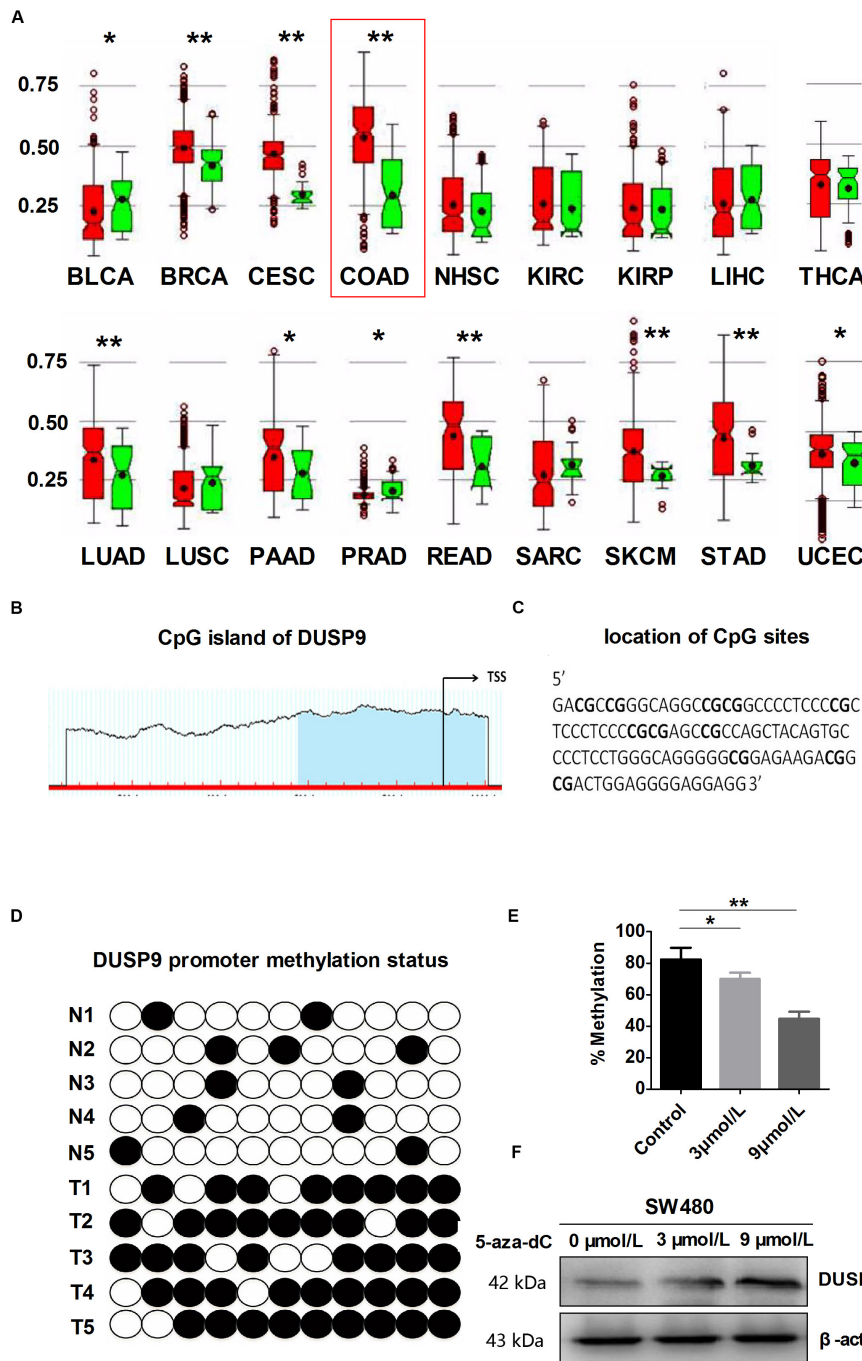 A
* ** ** **
0.75
0.50
0.25
BLCA BRCA CESC COAD NHSC KIRC KIRP LIHC THCA
** * * ** ** ** *
0.75
0.50
0.25
LUAD LUSC PAAD PRAD READ SARC SKCM STAD UCEC
B
CpG island of DUSP9
TSS
C
location of CpG sites
5’
GACGCCGGGCAGGCCGCGGCCCCTCCCCGC
TCCCTCCCCGCGAGCCGCCAGCTACAGTGC
CCCTCCTGGGCAGGGGGCGGAGAAGACGG
CGACTGGAGGGGAGGAGG 3’
D
DUSP9 promoter methylation status
N1
N2
N3
N4
N5
T1
T2
T3
T4
T5
E
**
*
% Methylation
100
80
60
40
20
0
Control 3μmol/L 9μmol/L
F
SW480
5-aza-dC 0 μmol/L 3 μmol/L 9 μmol/L
42 kDa DUSP
43 kDa β-act